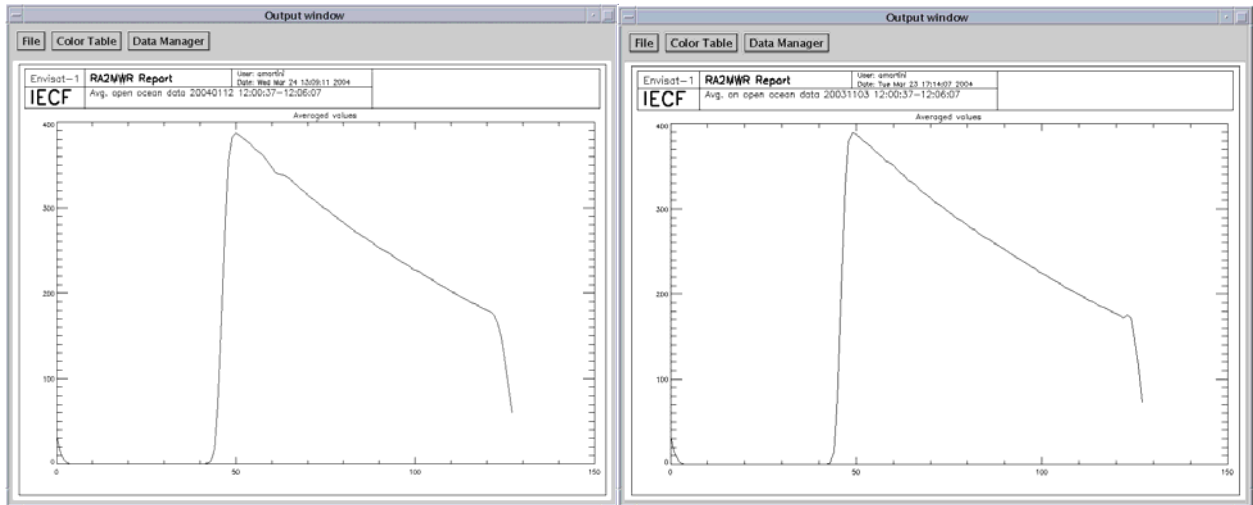 Output window
File Color Table Data Manager
Envisat-1 RA2MWR Report User: amartini
Date: Wed Mar 24 13:09:11 2004
IECF Avg. open ocean data 20040112 12:00:37-12:06:07
Averaged values
400
300
200
100
0
0 50 100 150
Output window
File Color Table Data Manager
Envisat-1 RA2MWR Report User: amartini
Date: Tue Mar 23 17:14:07 2004
IECF Avg. on open ocean data 20031103 12:00:37-12:06:07
Averaged values
400
300
200
100
0
0 50 100 150